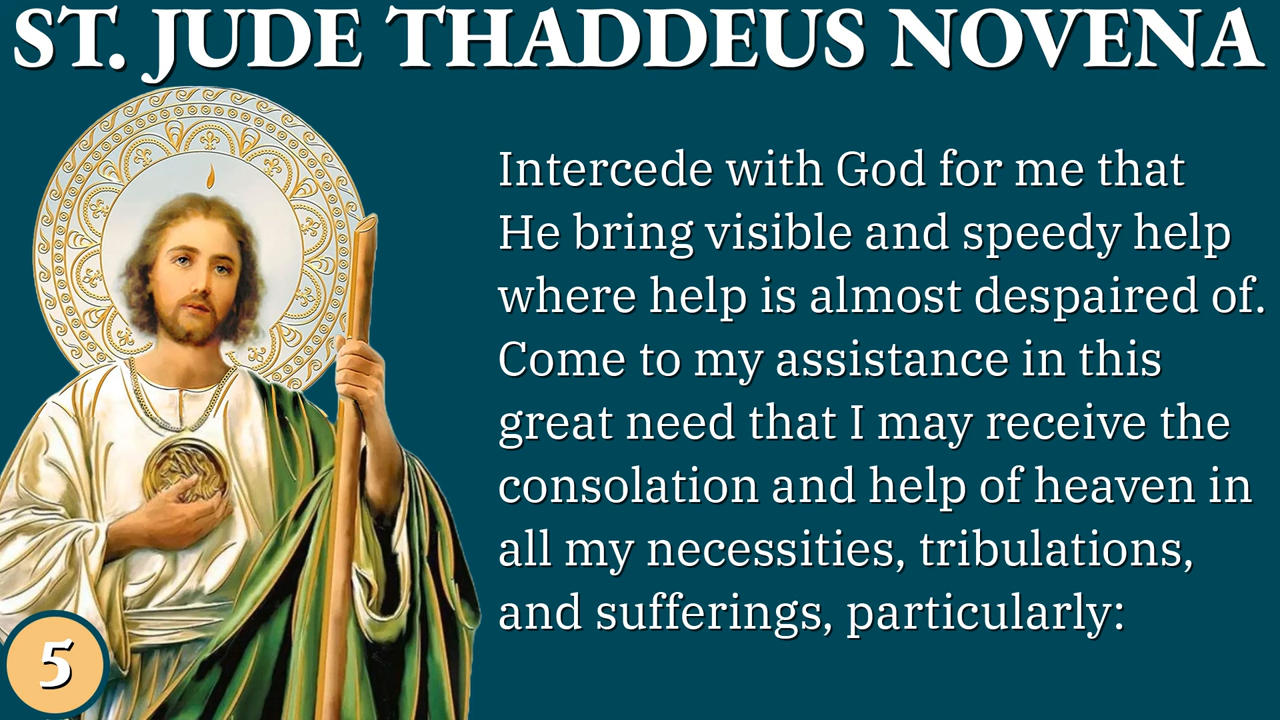 ST. JUDE THADDEUS NOVENA
Intercede with God for me that
He bring visible and speedy help
where help is almost despaired of.
Come to my assistance in this
great need that I may receive the
consolation and help of heaven in
all my necessities, tribulations,
and sufferings, particularly:
5